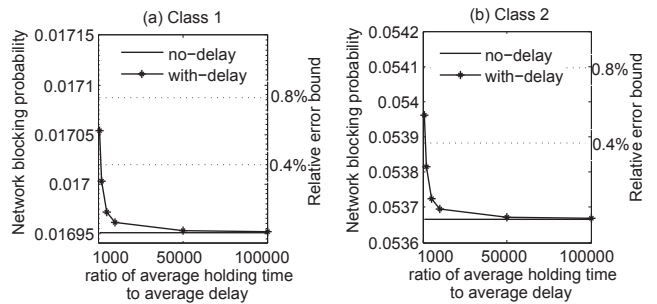 (a) Class 1
Network blocking probability
0.01715
0.0171
0.01705
0.017
0.01695
no-delay
with-delay
0.8%
0.4%
Relative error bound
1000 50000 100000
ratio of average holding time
to average delay
(b) Class 2
Network blocking probability
0.0542
0.0541
0.054
0.0539
0.0538
0.0537
0.0536
no-delay
with-delay
0.8%
0.4%
Relative error bound
1000 50000 100000
ratio of average holding time
to average delay